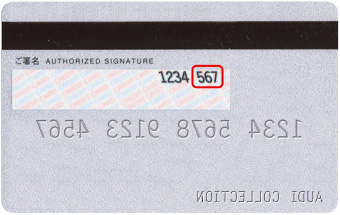 ご署名 AUTHORIZED SIGNATURE
1234 567
1234 5678 9123 4567
AUDI COLLECTION